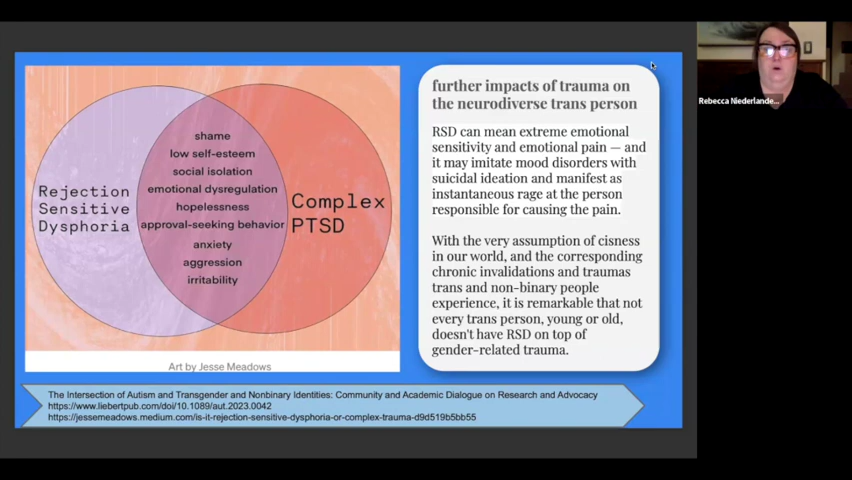 Rejection
Sensitive
Dysphoria
shame
low self-esteem
social isolation
emotional dysregulation
hopelessness
approval-seeking behavior
anxiety
aggression
irritability
Complex
PTSD
Art by Jesse Meadows
further impacts of trauma on
the neurodiverse trans person
RSD can mean extreme emotional
sensitivity and emotional pain — and
it may imitate mood disorders with
suicidal ideation and manifest as
instantaneous rage at the person
responsible for causing the pain.
With the very assumption of cisness
in our world, and the corresponding
chronic invalidations and traumas
trans and non-binary people
experience, it is remarkable that not
every trans person, young or old,
doesn't have RSD on top of
gender-related trauma.
The Intersection of Autism and Transgender and Nonbinary Identities: Community and Academic Dialogue on Research and Advocacy
https://www.liebertpub.com/doi/10.1089/aut.2023.0042
https://jessemeadows.medium.com/is-it-rejection-sensitive-dysphoria-or-complex-trauma-d9d519b5bb55
Rebecca Niederlande...